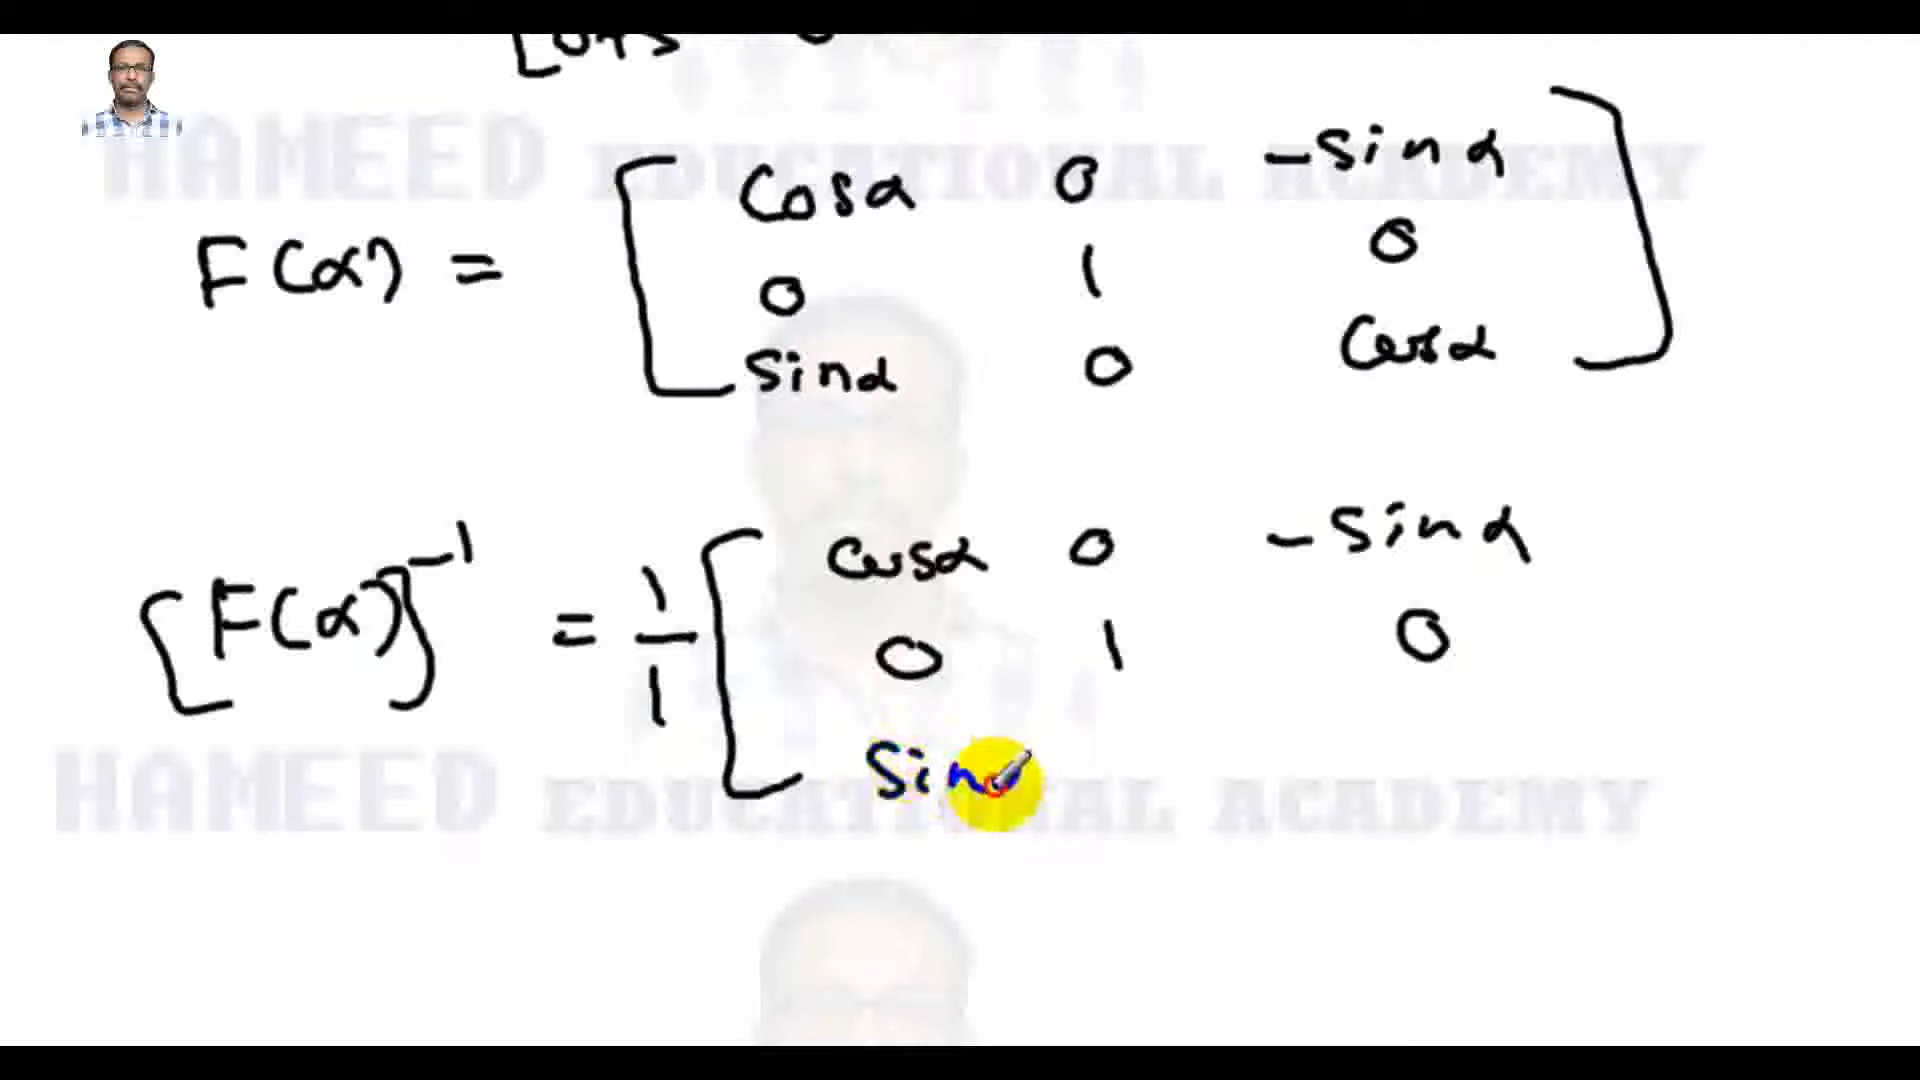 HAMEED EDUCATIONAL ACADEMY
Cosα 0 -Sinα
F(α) = 0 1 0
Sinα 0 Cosα
Cosα 0 -Sinα
[F(α)]⁻¹ = 1/1 0 1 0
Sin
HAMEED EDUCATIONAL ACADEMY